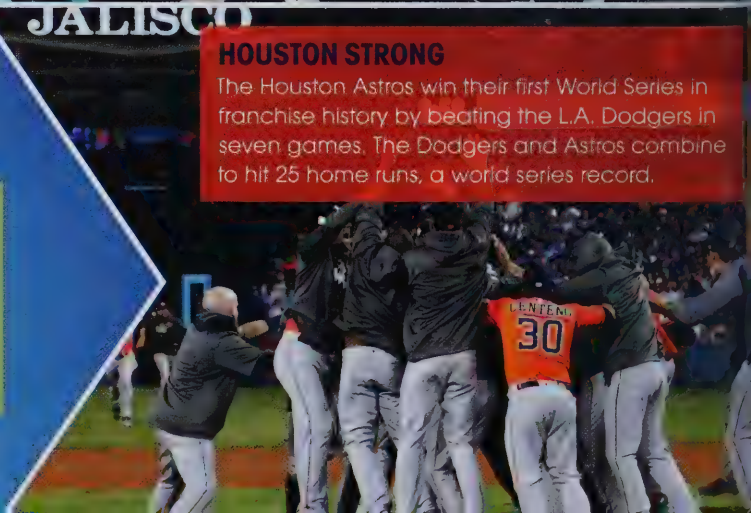 JALISCO
HOUSTON STRONG
The Houston Astros win their first World Series in
franchise history by beating the L.A. Dodgers in
seven games. The Dodgers and Astros combine
to hit 25 home runs, a world series record.
CENTENO
30